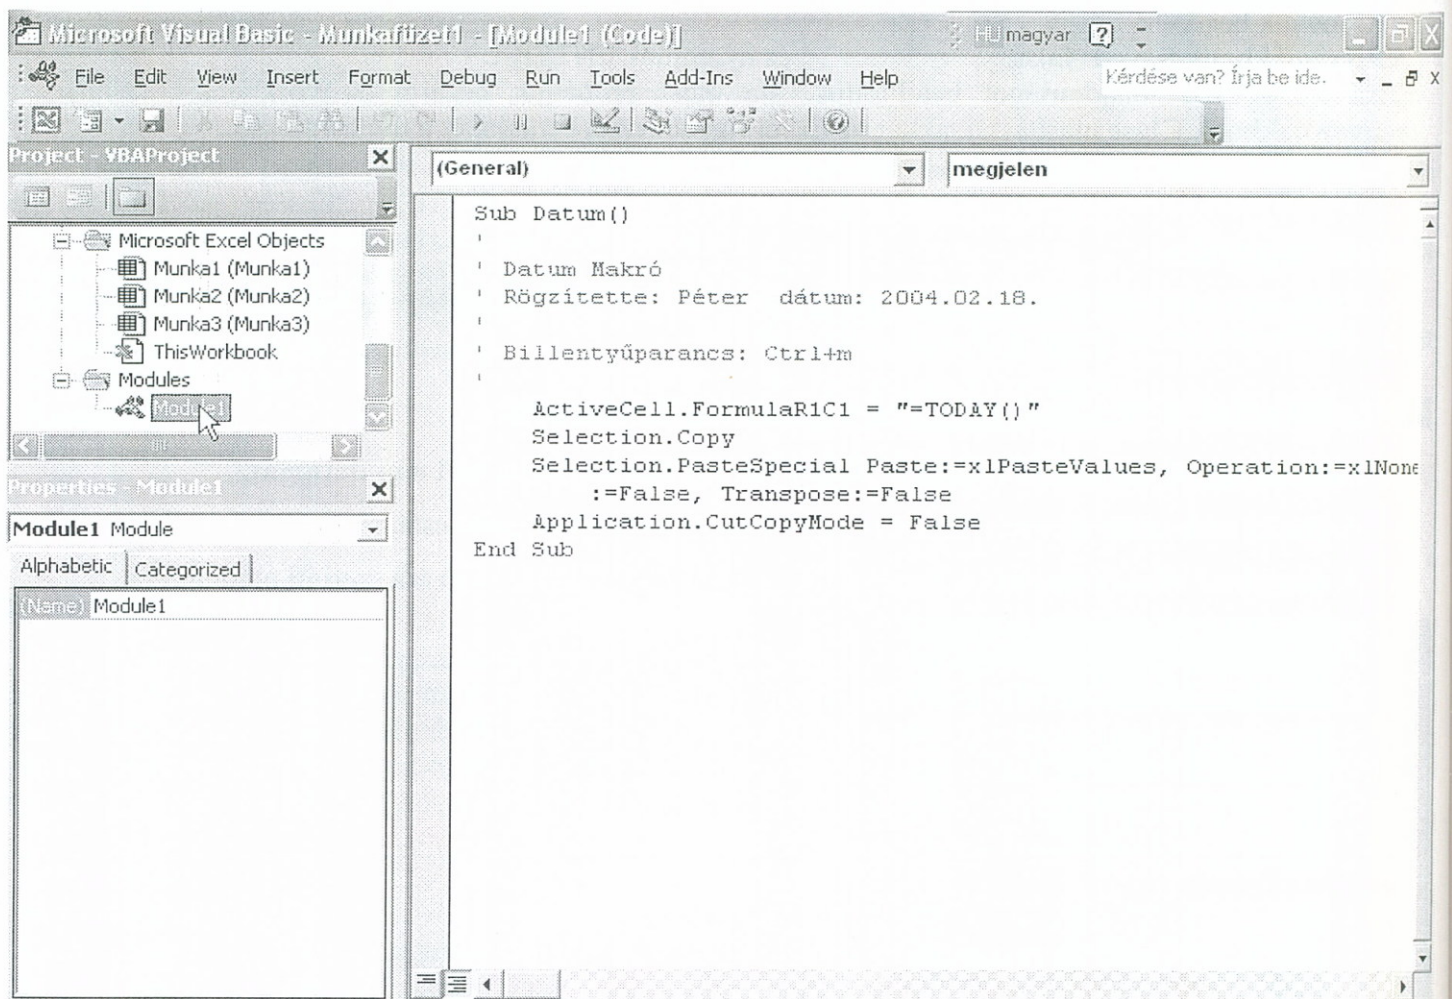 Microsoft Visual Basic - Munkafüzet1 - [Module1 (Code)]
HU magyar
File Edit View Insert Format Debug Run Tools Add-Ins Window Help
Kérdése van? Írja be ide.
Project - VBAProject
Microsoft Excel Objects
Munka1 (Munka1)
Munka2 (Munka2)
Munka3 (Munka3)
ThisWorkbook
Modules
Module1
Properties - Module1
Module1 Module
Alphabetic Categorized
(Name) Module1
(General) megjelen
Sub Datum()
'
' Datum Makró
' Rögzítette: Péter dátum: 2004.02.18.
'
' Billentyűparancs: Ctrl+m
'
ActiveCell.FormulaR1C1 = "=TODAY()"
Selection.Copy
Selection.PasteSpecial Paste:=xlPasteValues, Operation:=xlNone
:=False, Transpose:=False
Application.CutCopyMode = False
End Sub